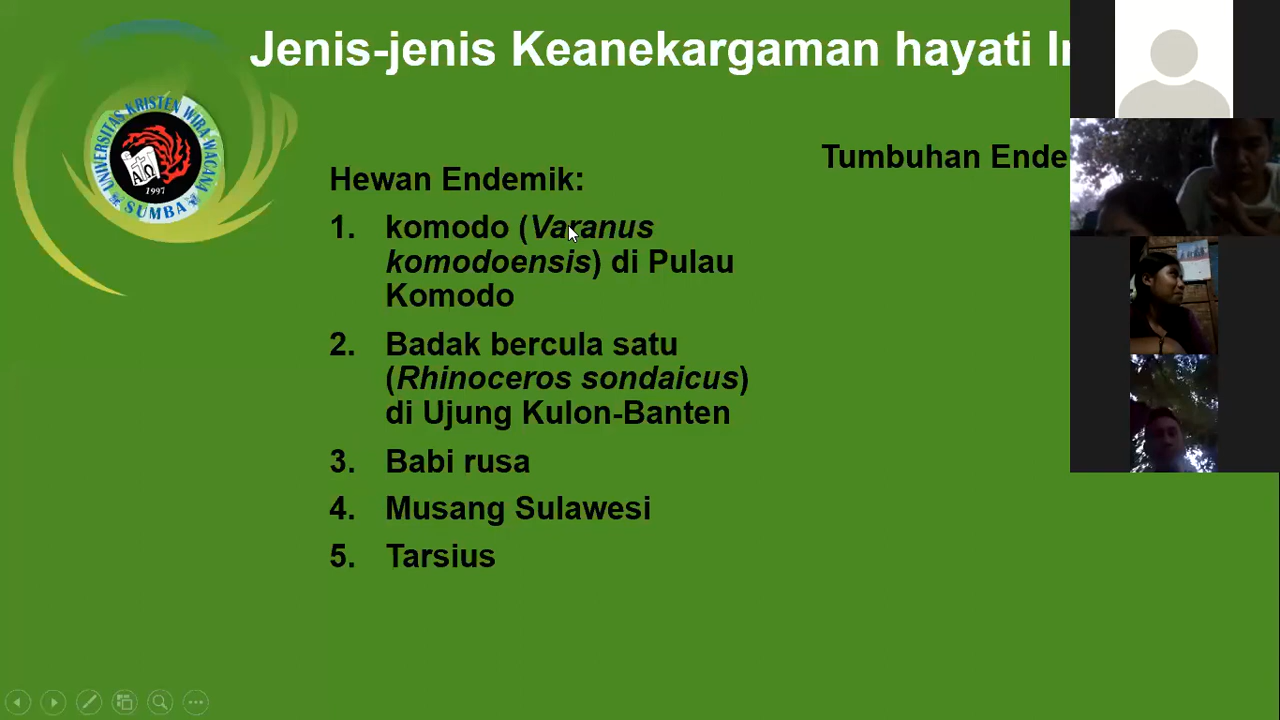 Jenis-jenis Keanekargaman hayati
UNIVERSITAS KRISTEN WIRA WACANA
SUMBA
A Ω
1997
Hewan Endemik:
1. komodo (Varanus
komodoensis) di Pulau
Komodo
2. Badak bercula satu
(Rhinoceros sondaicus)
di Ujung Kulon-Banten
3. Babi rusa
4. Musang Sulawesi
5. Tarsius
Tumbuhan Ende